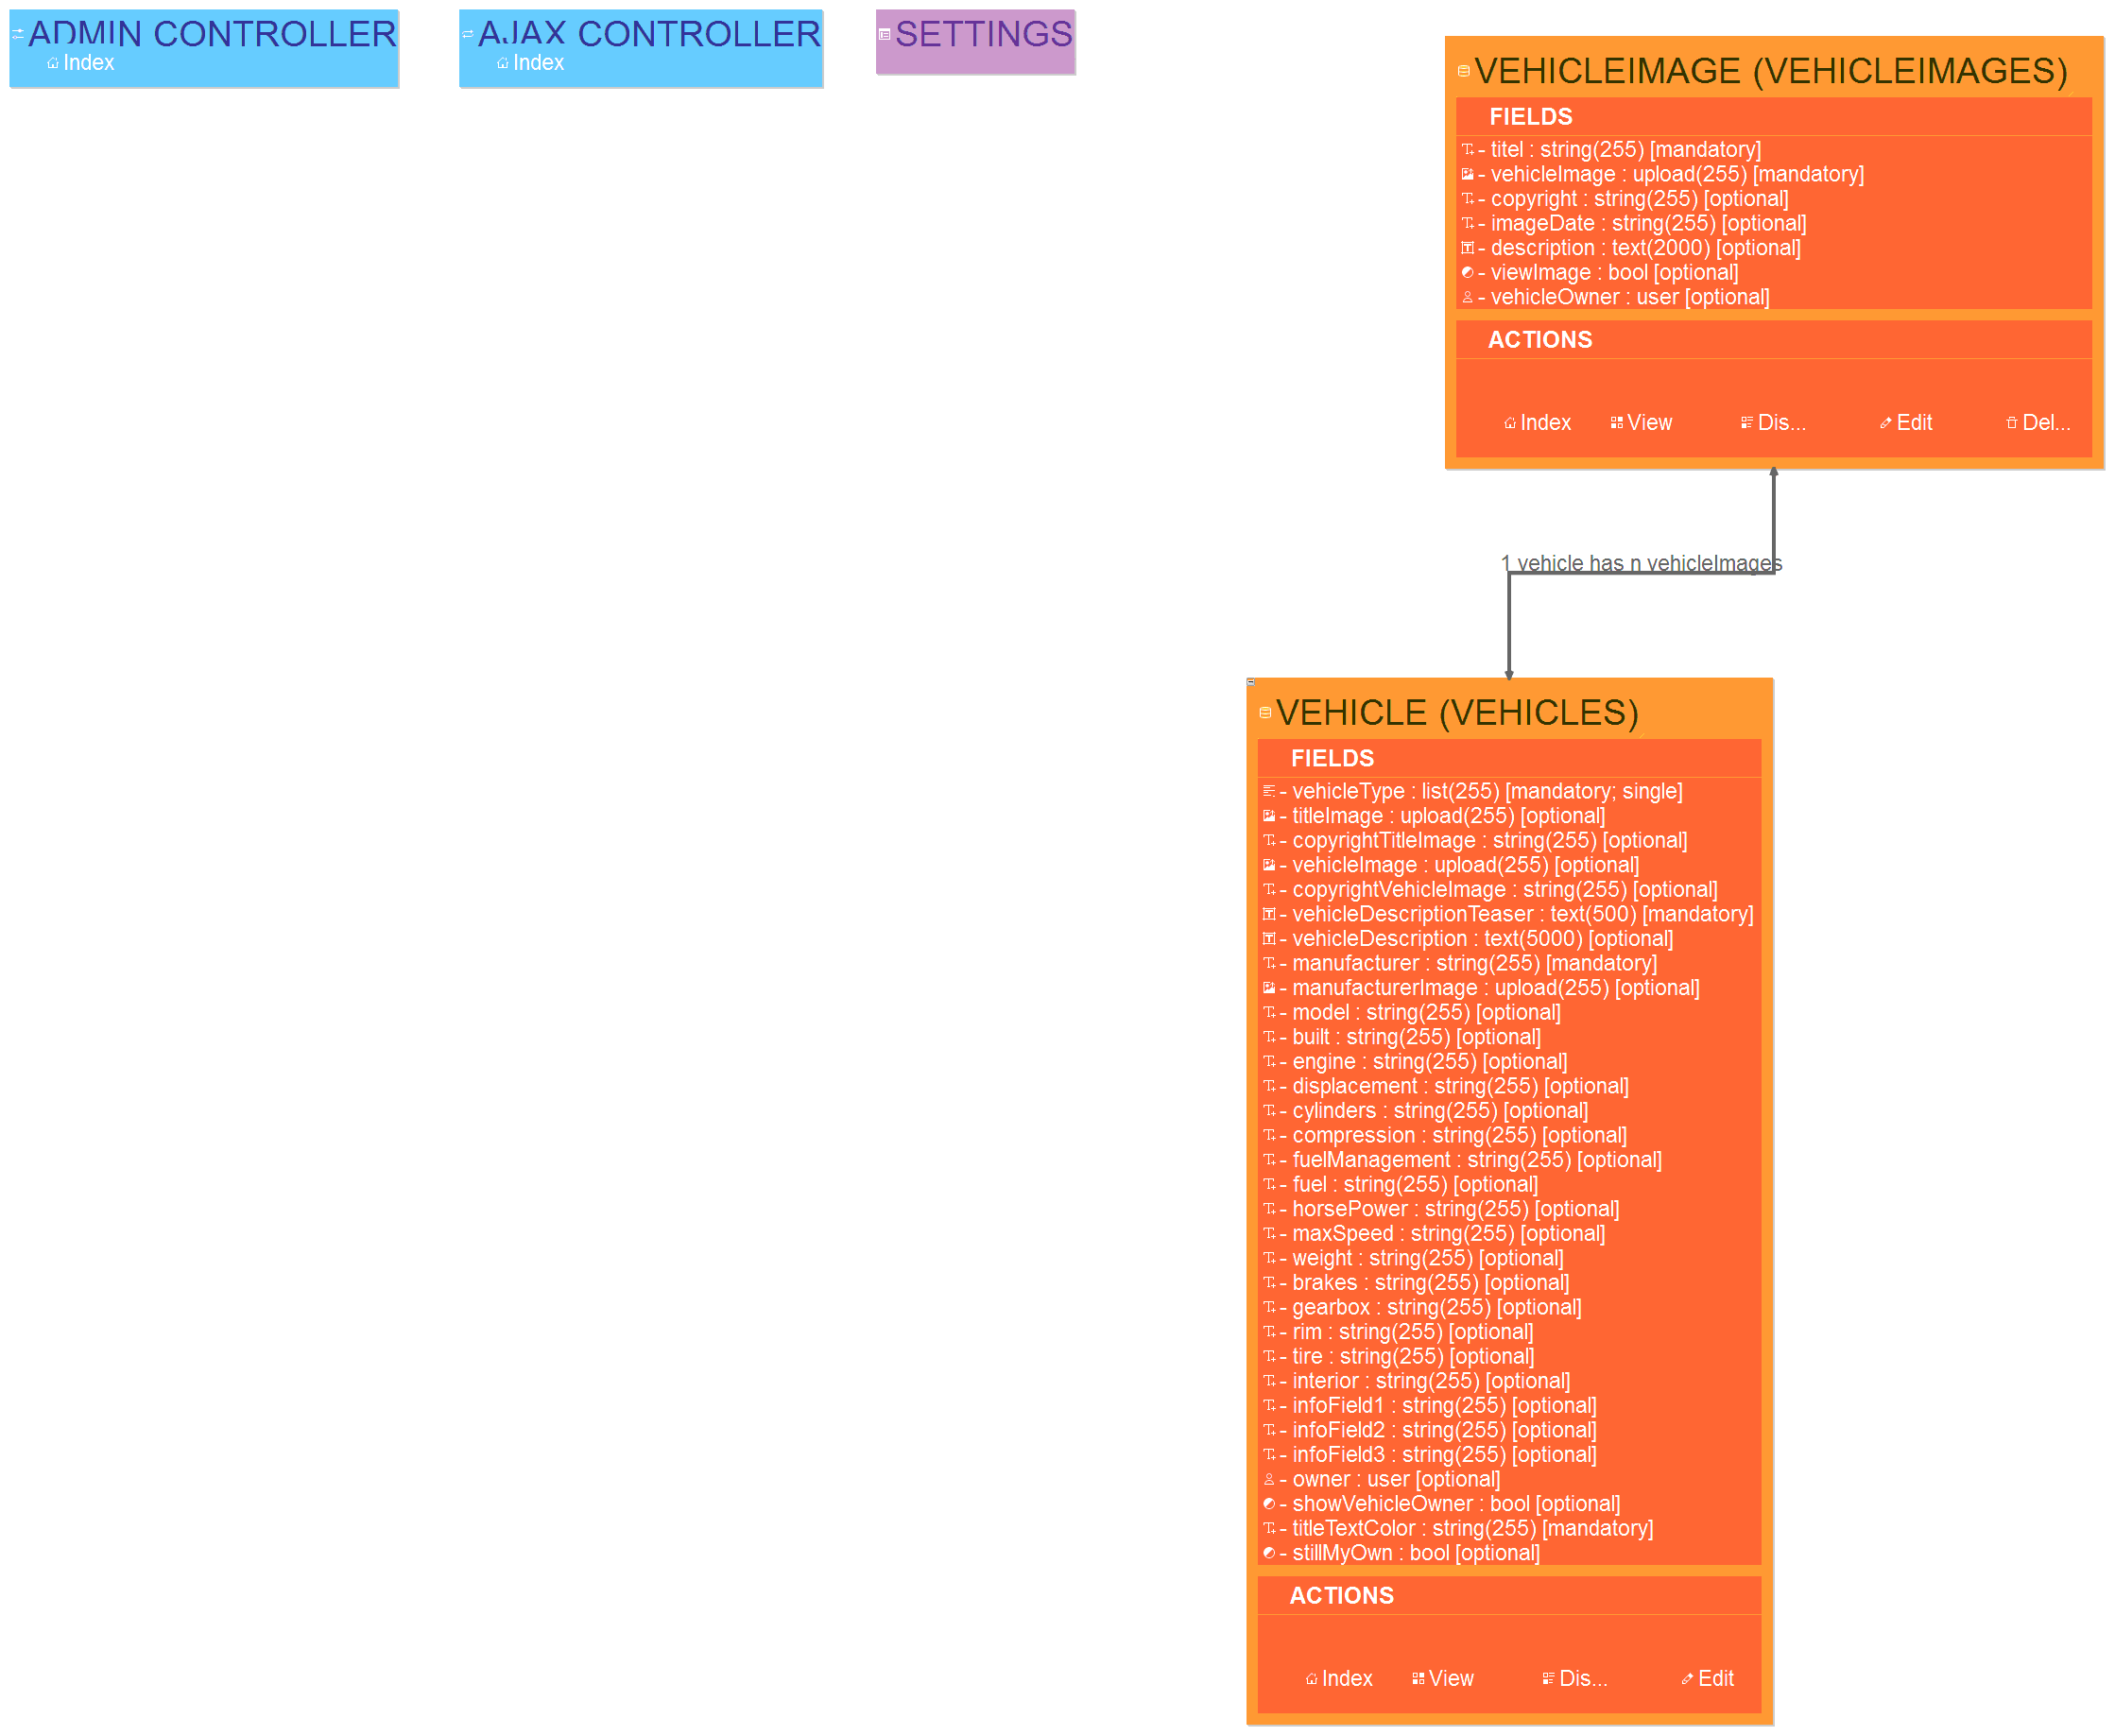 ADMIN CONTROLLER
Index
AJAX CONTROLLER
Index
SETTINGS
VEHICLEIMAGE (VEHICLEIMAGES)
FIELDS
- titel : string(255) [mandatory]
- vehicleImage : upload(255) [mandatory]
- copyright : string(255) [optional]
- imageDate : string(255) [optional]
- description : text(2000) [optional]
- viewImage : bool [optional]
- vehicleOwner : user [optional]
ACTIONS
Index View Dis... Edit Del...
1 vehicle has n vehicleImages
VEHICLE (VEHICLES)
FIELDS
- vehicleType : list(255) [mandatory; single]
- titleImage : upload(255) [optional]
- copyrightTitleImage : string(255) [optional]
- vehicleImage : upload(255) [optional]
- copyrightVehicleImage : string(255) [optional]
- vehicleDescriptionTeaser : text(500) [mandatory]
- vehicleDescription : text(5000) [optional]
- manufacturer : string(255) [mandatory]
- manufacturerImage : upload(255) [optional]
- model : string(255) [optional]
- built : string(255) [optional]
- engine : string(255) [optional]
- displacement : string(255) [optional]
- cylinders : string(255) [optional]
- compression : string(255) [optional]
- fuelManagement : string(255) [optional]
- fuel : string(255) [optional]
- horsePower : string(255) [optional]
- maxSpeed : string(255) [optional]
- weight : string(255) [optional]
- brakes : string(255) [optional]
- gearbox : string(255) [optional]
- rim : string(255) [optional]
- tire : string(255) [optional]
- interior : string(255) [optional]
- infoField1 : string(255) [optional]
- infoField2 : string(255) [optional]
- infoField3 : string(255) [optional]
- owner : user [optional]
- showVehicleOwner : bool [optional]
- titleTextColor : string(255) [mandatory]
- stillMyOwn : bool [optional]
ACTIONS
Index View Dis... Edit